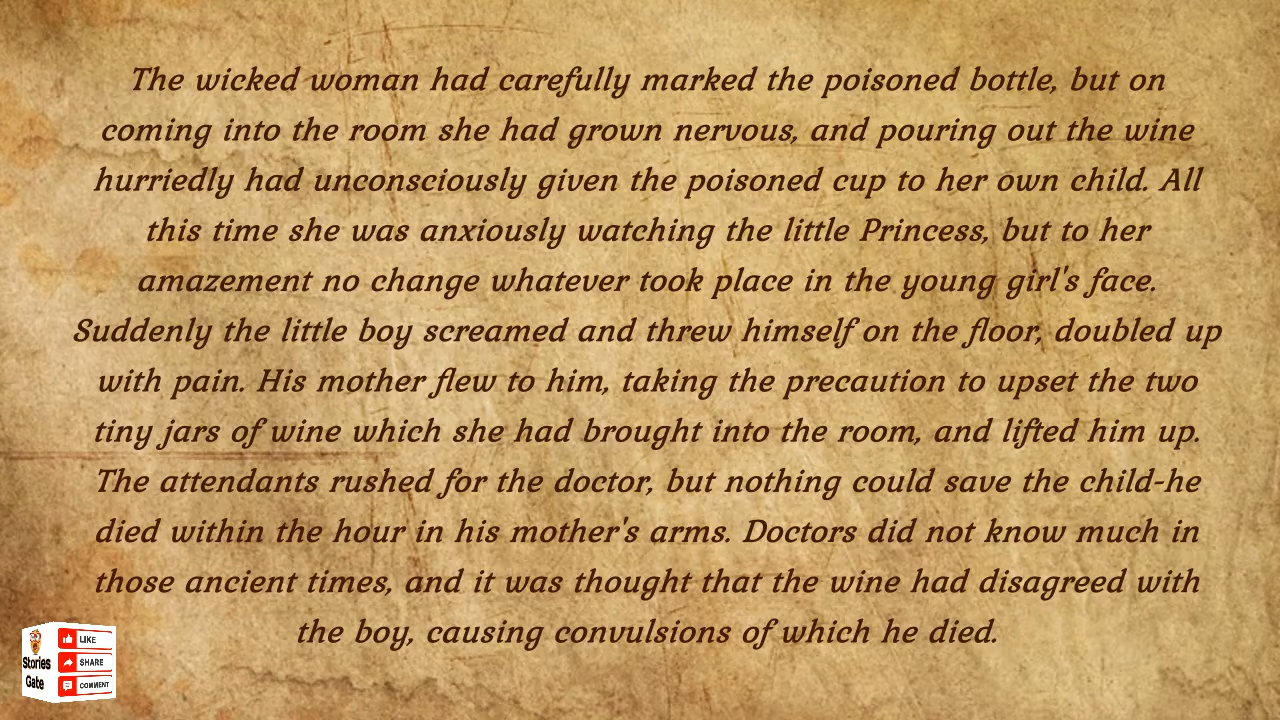 The wicked woman had carefully marked the poisoned bottle, but on
coming into the room she had grown nervous, and pouring out the wine
hurriedly had unconsciously given the poisoned cup to her own child. All
this time she was anxiously watching the little Princess, but to her
amazement no change whatever took place in the young girl's face.
Suddenly the little boy screamed and threw himself on the floor, doubled up
with pain. His mother flew to him, taking the precaution to upset the two
tiny jars of wine which she had brought into the room, and lifted him up.
The attendants rushed for the doctor, but nothing could save the child-he
died within the hour in his mother's arms. Doctors did not know much in
those ancient times, and it was thought that the wine had disagreed with
the boy, causing convulsions of which he died.
Stories
Gate
LIKE
SHARE
COMMENT